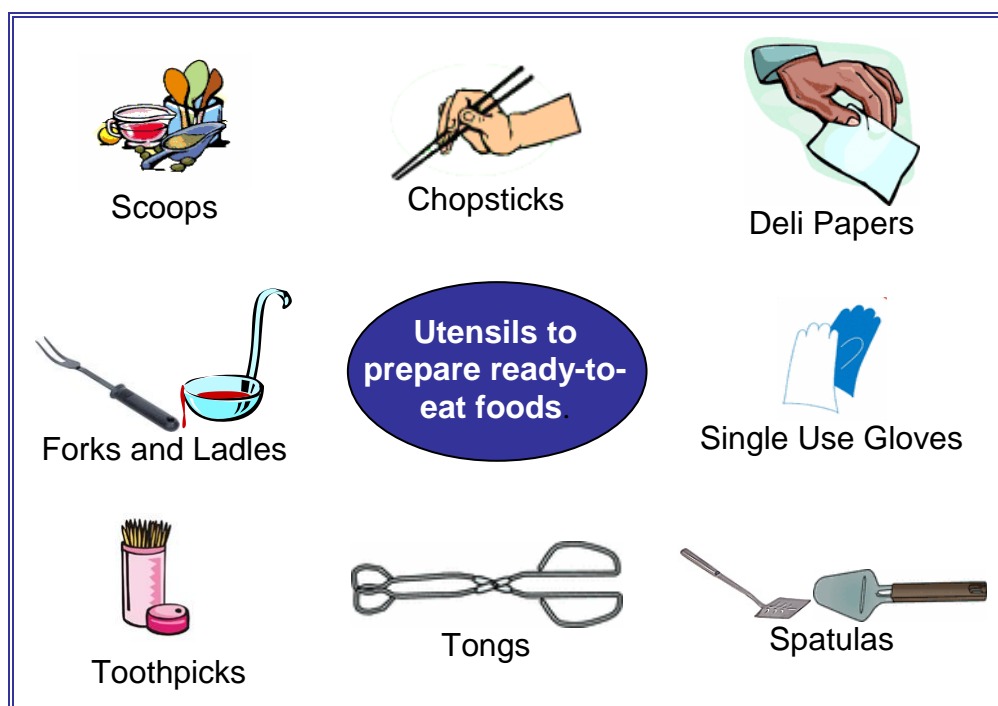 Scoops
Chopsticks
Deli Papers
Forks and Ladles
Utensils to
prepare ready-to-
eat foods.
Single Use Gloves
Toothpicks
Tongs
Spatulas